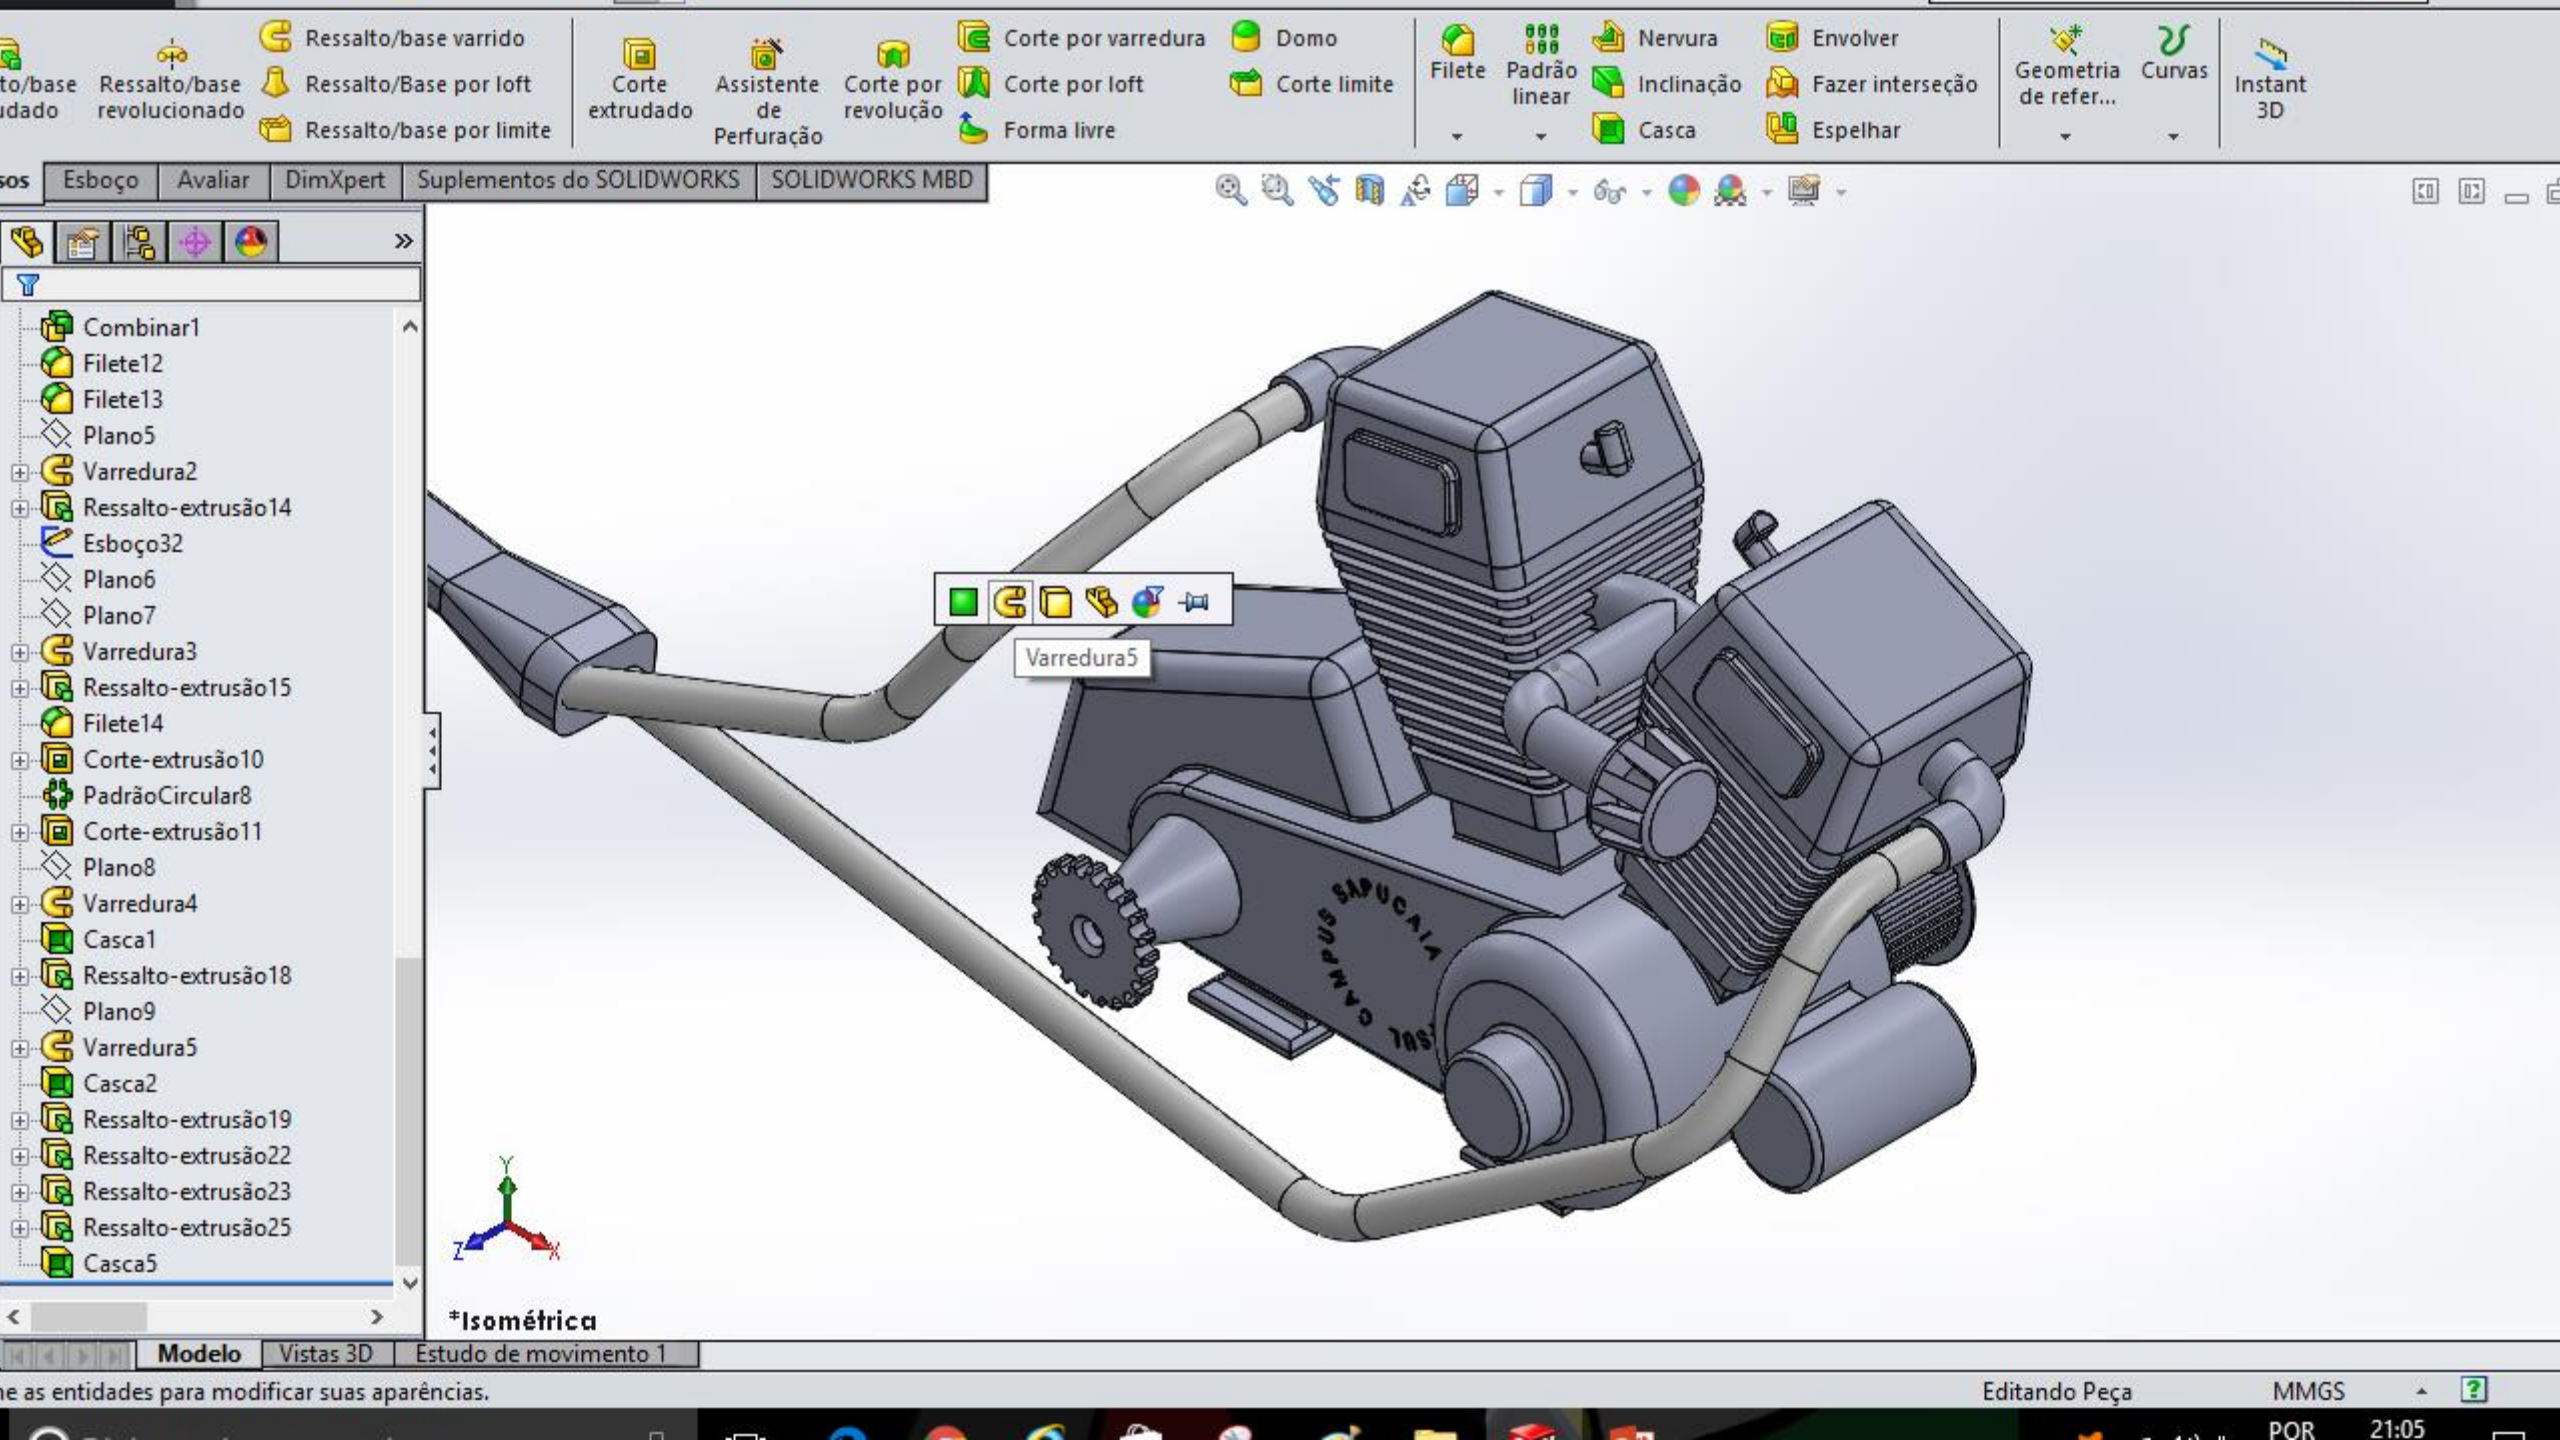 Ressalto/base varrido
Ressalto/Base por loft
Ressalto/base por limite
to/base
Ressalto/base
revolucionado
Corte
extrudado
Assistente
de
Perfuração
Corte por
revolução
Corte por varredura
Corte por loft
Forma livre
Domo
Corte limite
Filete
Padrão
linear
Nervura
Inclinação
Casca
Envolver
Fazer interseção
Espelhar
Geometria
de refer...
Curvas
Instant
3D
sos
Esboço
Avaliar
DimXpert
Suplementos do SOLIDWORKS
SOLIDWORKS MBD
Combinar1
Filete12
Filete13
Plano5
Varredura2
Ressalto-extrusão14
Esboço32
Plano6
Plano7
Varredura3
Ressalto-extrusão15
Filete14
Corte-extrusão10
PadrãoCircular8
Corte-extrusão11
Plano8
Varredura4
Casca1
Ressalto-extrusão18
Plano9
Varredura5
Casca2
Ressalto-extrusão19
Ressalto-extrusão22
Ressalto-extrusão23
Ressalto-extrusão25
Casca5
Varredura5
SUL CAMPUS SAPUCAIA
Y
Z
X
*Isométrica
Modelo
Vistas 3D
Estudo de movimento 1
as entidades para modificar suas aparências.
Editando Peça
MMGS
POR
21:05